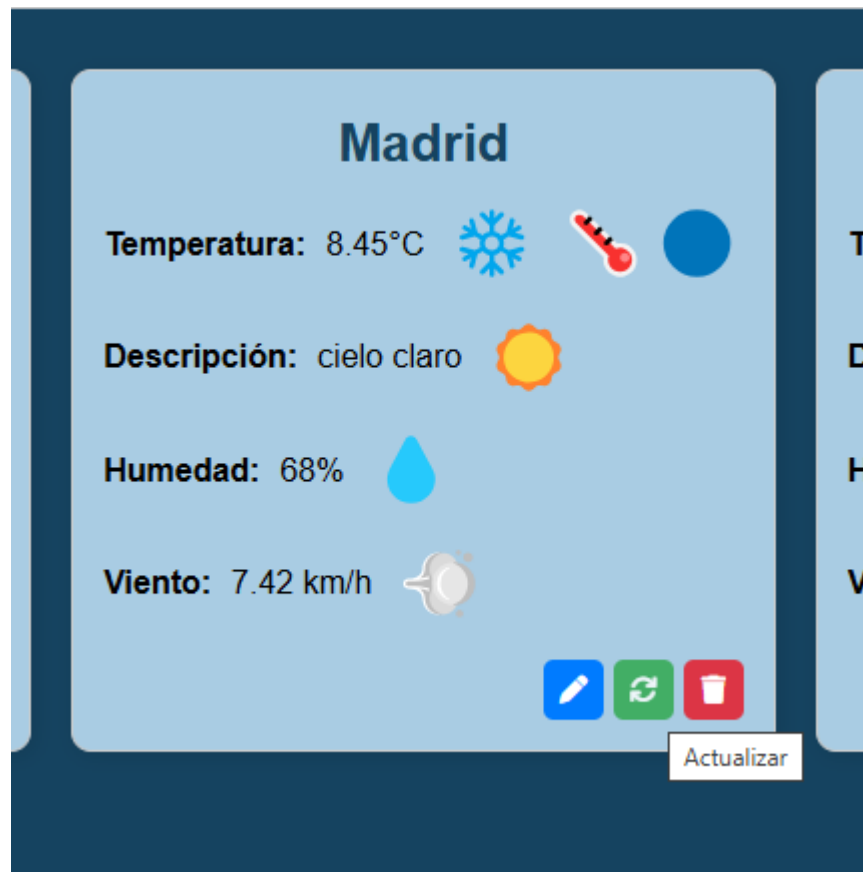 Madrid
Temperatura: 8.45°C
Descripción: cielo claro
Humedad: 68%
Viento: 7.42 km/h
Actualizar
T
D
H
V